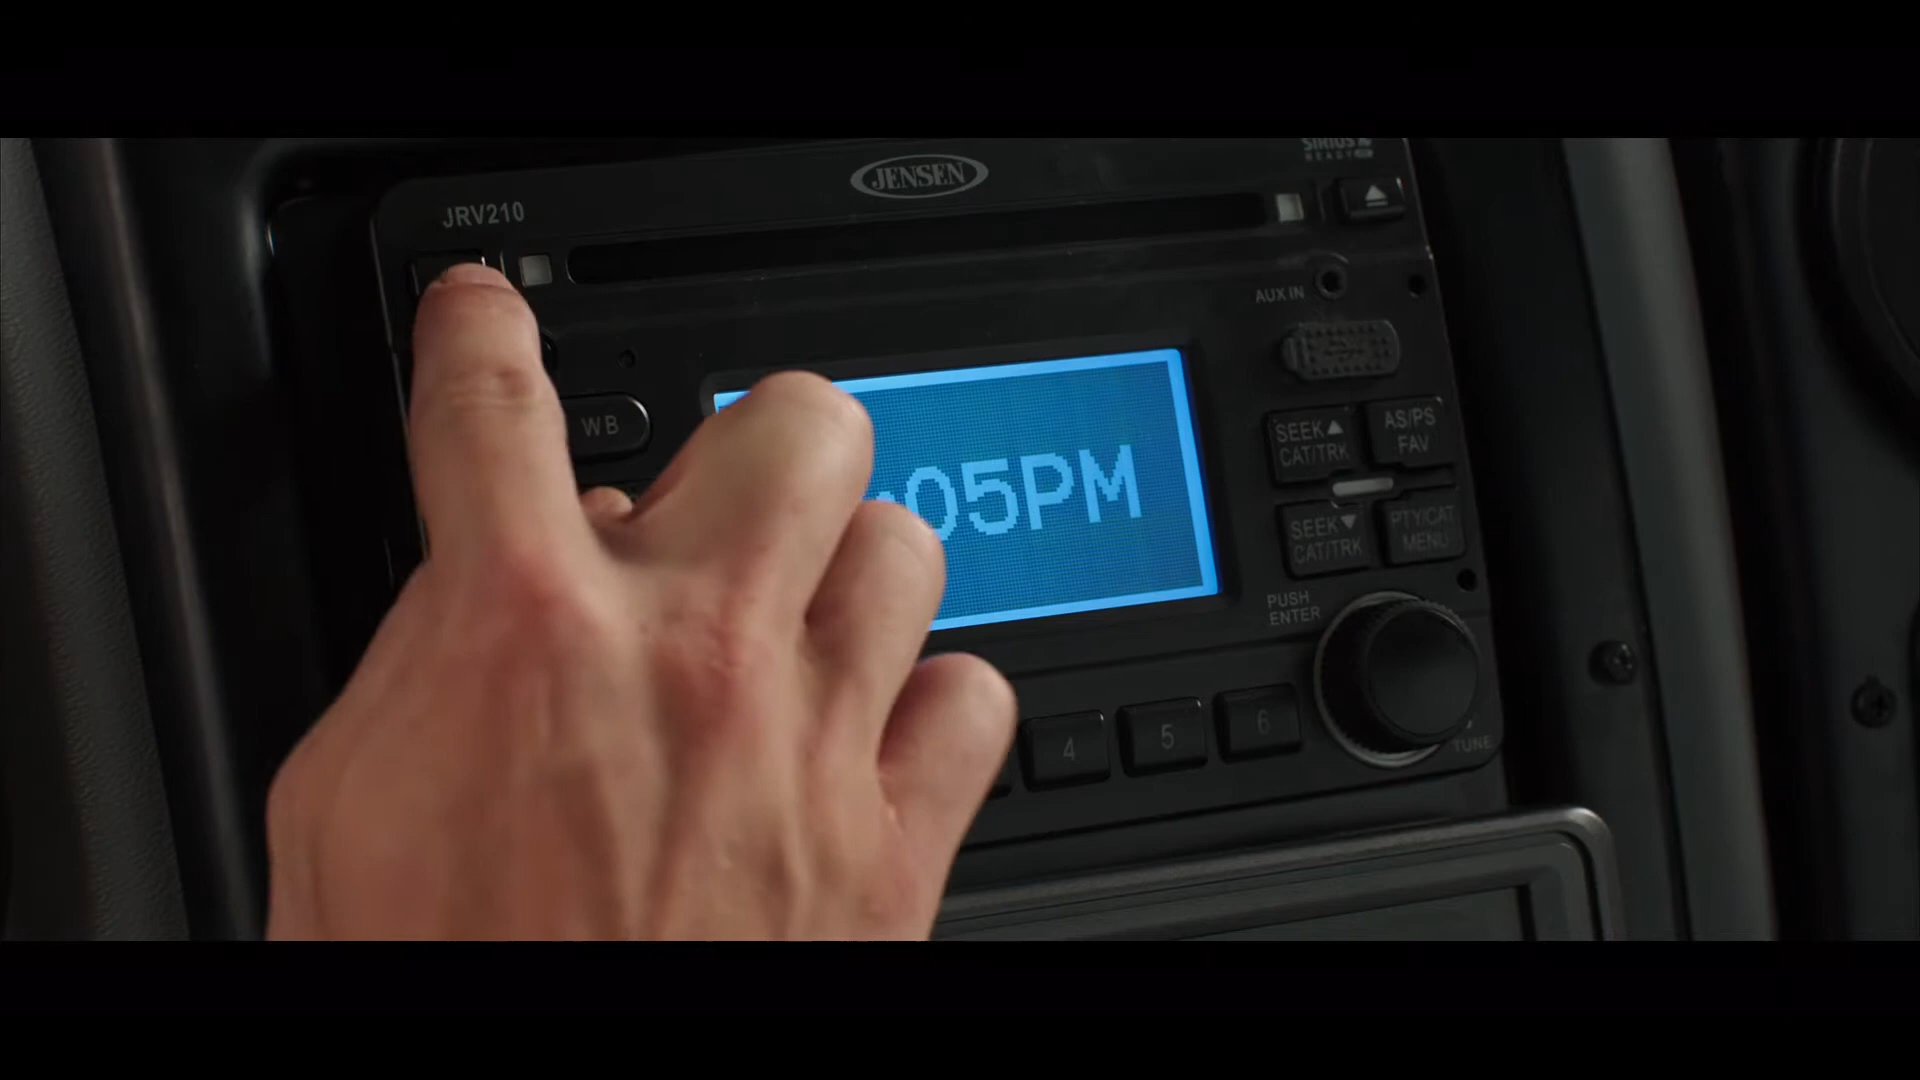 JENSEN
SIRIUS
READY
JRV210
AUX IN
WB
:05PM
SEEK▲
CAT/TRK
AS/PS
FAV
SEEK▼
CAT/TRK
PTY/CAT
MENU
PUSH
ENTER
4
5
6
TUNE